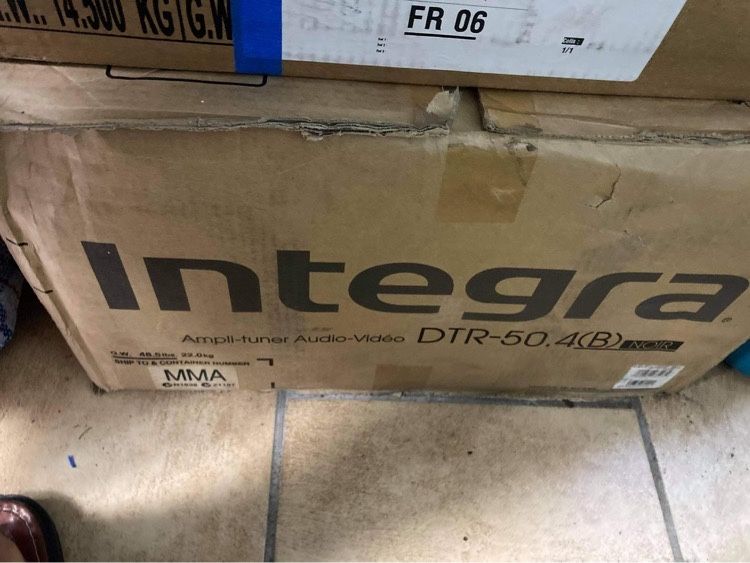 14.500 KG/G.W
FR 06
1/1
Integra
Ampli-tuner Audio-Vidéo DTR-50.4(B) NOIR
G.W. 48.5lbs. 22.0kg
SHIP TO & CONTAINER NUMBER
MMA